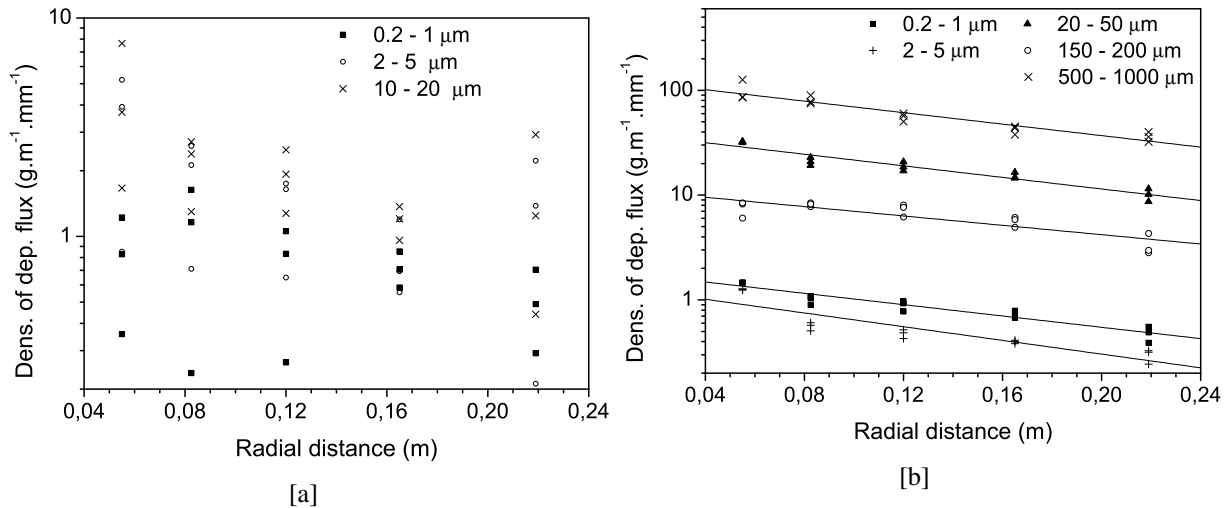 [a]
10
1
Dens. of dep. flux (g.m⁻¹.mm⁻¹)
0.2 - 1 μm
2 - 5 μm
10 - 20 μm
0,04 0,08 0,12 0,16 0,20 0,24
Radial distance (m)
[a]
[b]
100
10
1
Dens. of dep. flux (g.m⁻¹.mm⁻¹)
0.2 - 1 μm
2 - 5 μm
20 - 50 μm
150 - 200 μm
500 - 1000 μm
0,04 0,08 0,12 0,16 0,20 0,24
Radial distance (m)
[b]